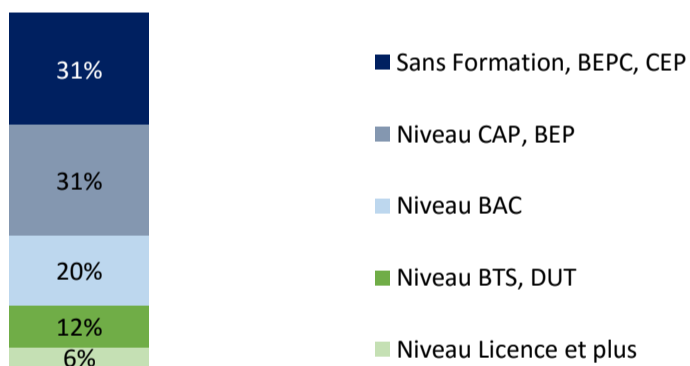 31%
31%
20%
12%
6%
Sans Formation, BEPC, CEP
Niveau CAP, BEP
Niveau BAC
Niveau BTS, DUT
Niveau Licence et plus